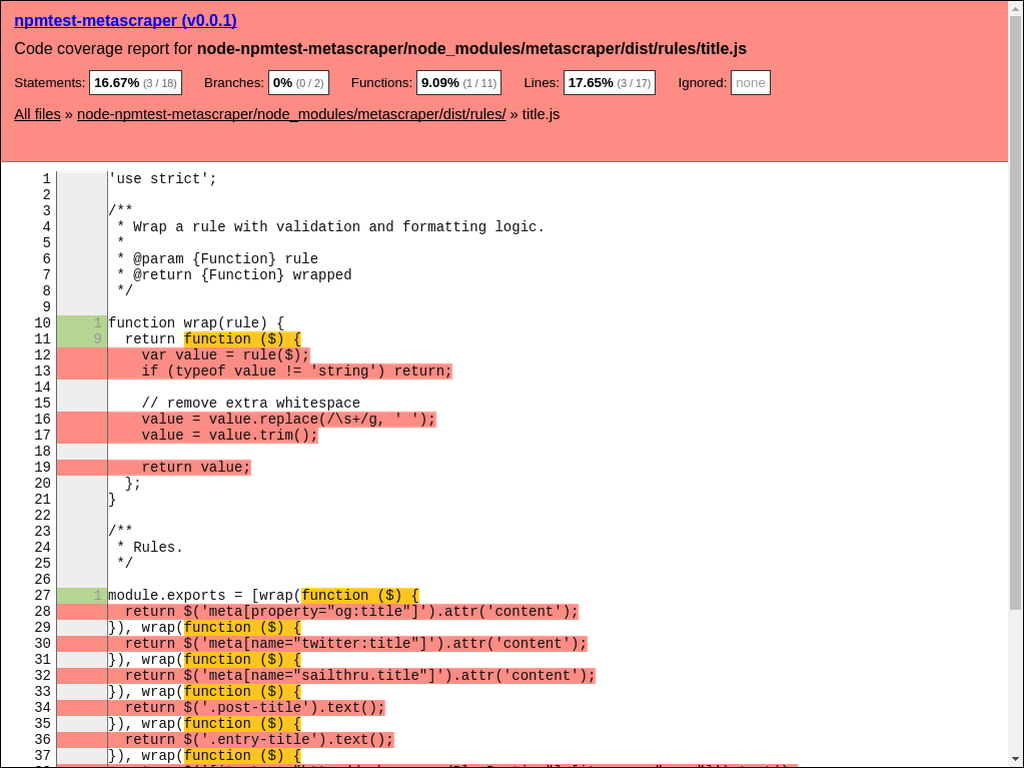 npmtest-metascraper (v0.0.1)
Code coverage report for node-npmtest-metascraper/node_modules/metascraper/dist/rules/title.js
Statements: 16.67% (3 / 18) Branches: 0% (0 / 2) Functions: 9.09% (1 / 11) Lines: 17.65% (3 / 17) Ignored: none
All files » node-npmtest-metascraper/node_modules/metascraper/dist/rules/ » title.js
1 'use strict';
2
3 /**
4  * Wrap a rule with validation and formatting logic.
5  *
6  * @param {Function} rule
7  * @return {Function} wrapped
8  */
9
10 1 function wrap(rule) {
11 9   return function ($) {
12     var value = rule($);
13     if (typeof value != 'string') return;
14
15     // remove extra whitespace
16     value = value.replace(/\s+/g, ' ');
17     value = value.trim();
18
19     return value;
20   };
21 }
22
23 /**
24  * Rules.
25  */
26
27 1 module.exports = [wrap(function ($) {
28   return $('meta[property="og:title"]').attr('content');
29 }), wrap(function ($) {
30   return $('meta[name="twitter:title"]').attr('content');
31 }), wrap(function ($) {
32   return $('meta[name="sailthru.title"]').attr('content');
33 }), wrap(function ($) {
34   return $('.post-title').text();
35 }), wrap(function ($) {
36   return $('.entry-title').text();
37 }), wrap(function ($) {